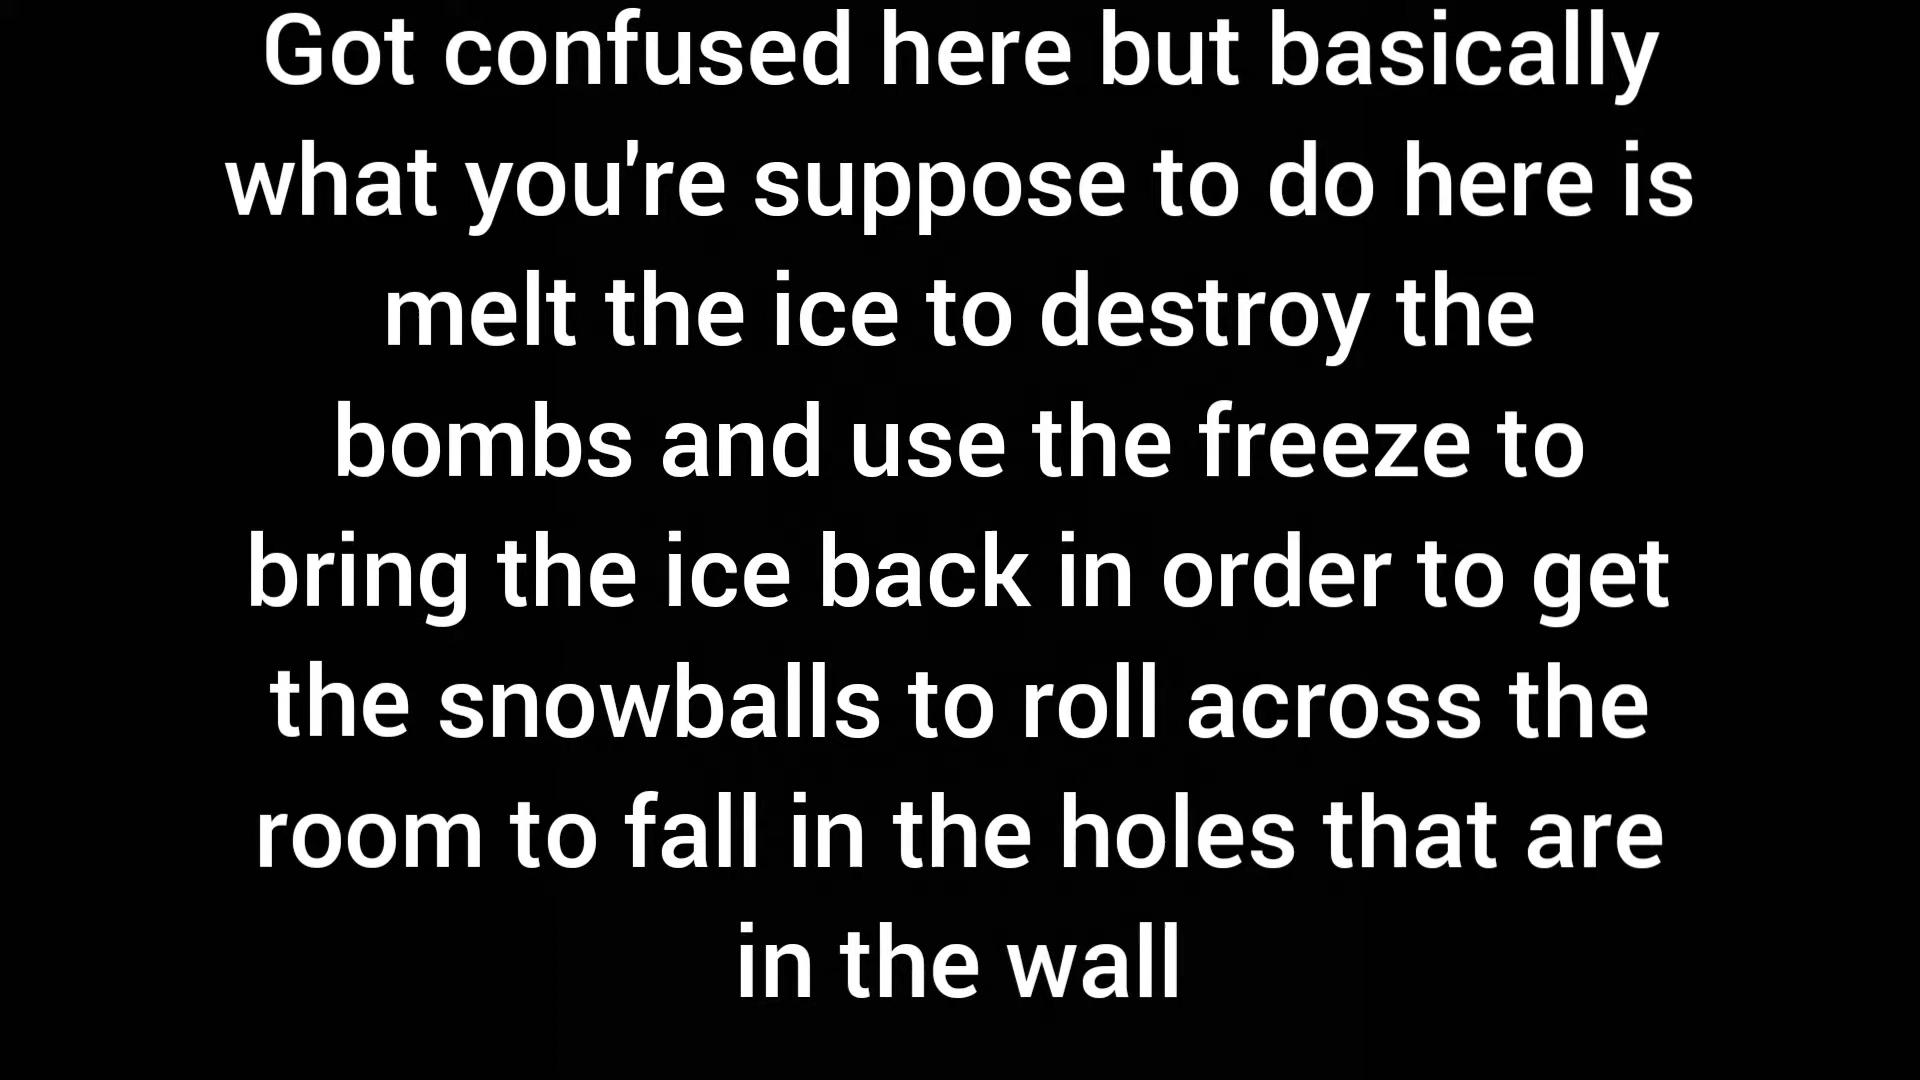 Got confused here but basically
what you're suppose to do here is
melt the ice to destroy the
bombs and use the freeze to
bring the ice back in order to get
the snowballs to roll across the
room to fall in the holes that are
in the wall